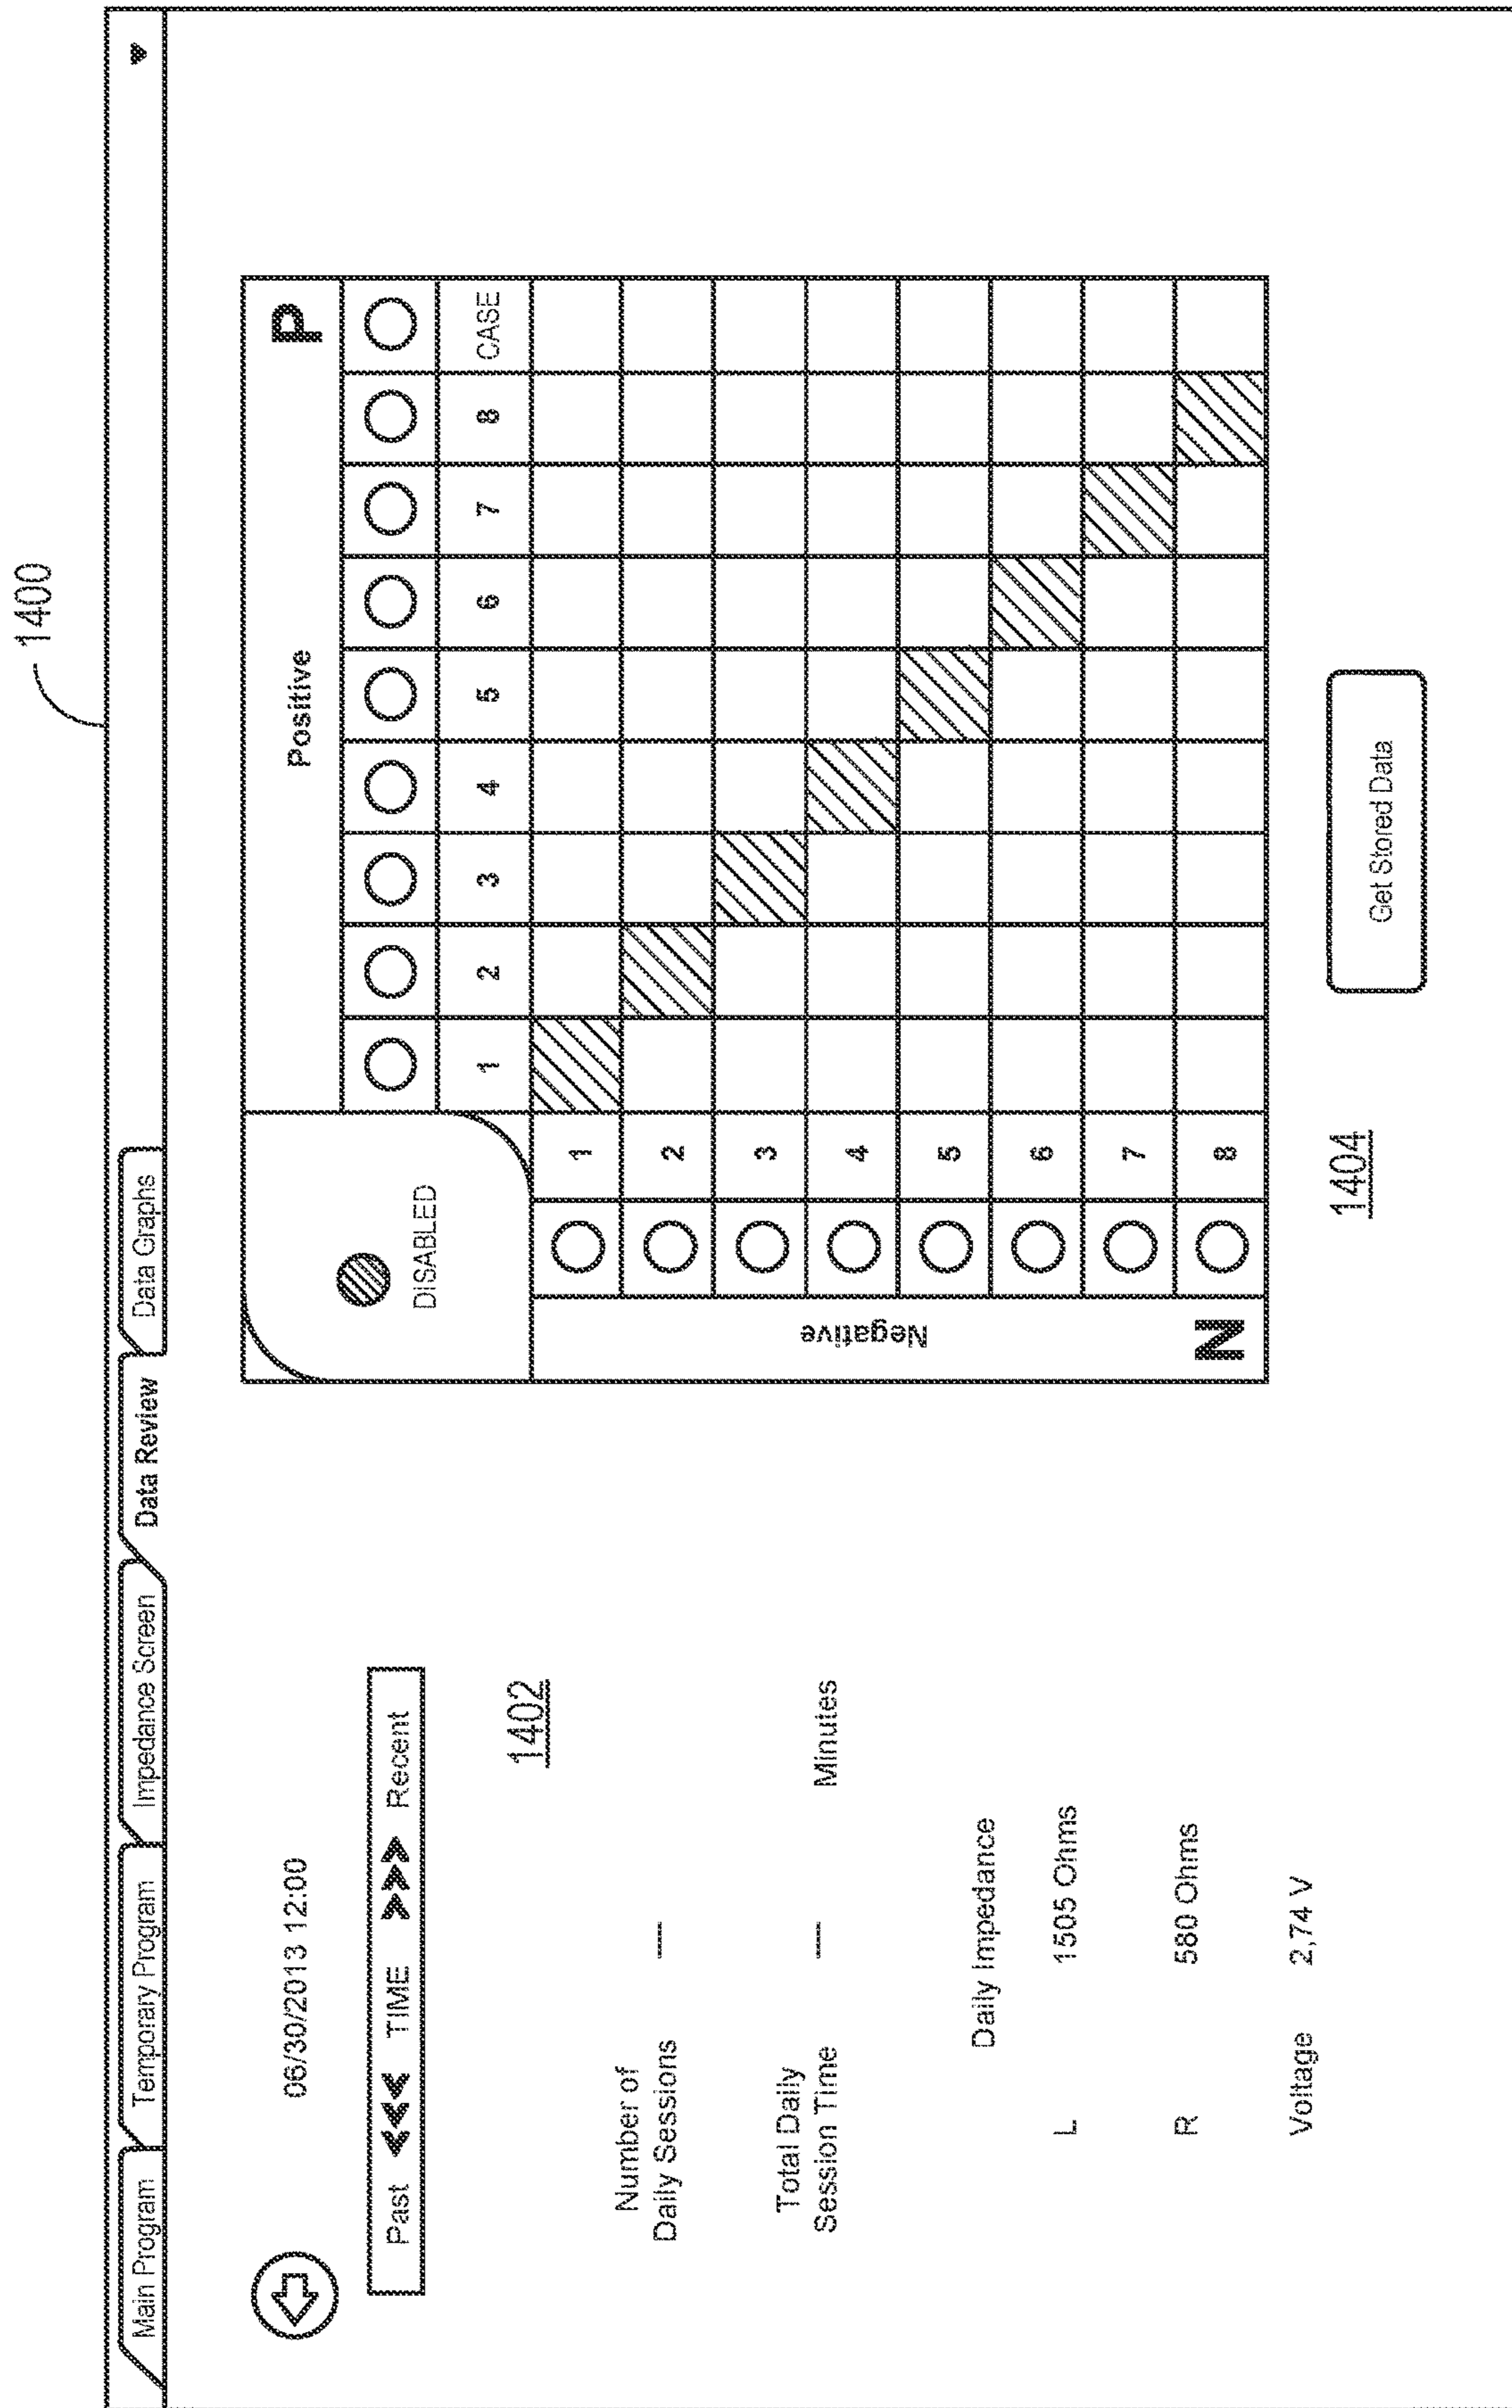 1400
Main Program
Temporary Program
Impedance Screen
Data Review
Data Graphs
06/30/2013 12:00
Past <<< TIME >>> Recent
1402
Number of
Daily Sessions —
Total Daily
Session Time — Minutes
Daily Impedance
L 1505 Ohms
R 580 Ohms
Voltage 2,74 V
DISABLED
Positive P
1 2 3 4 5 6 7 8 CASE
Negative
N
1
2
3
4
5
6
7
8
1404
Get Stored Data